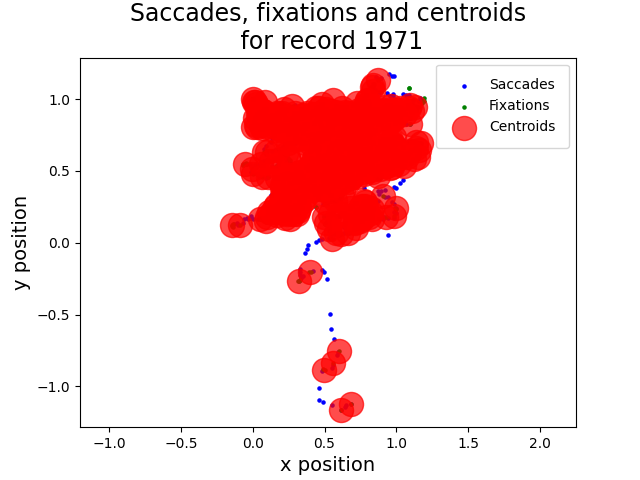 Saccades, fixations and centroids
for record 1971
Saccades
Fixations
Centroids
y position
1.0
0.5
0.0
−0.5
−1.0
−1.0
−0.5
0.0
0.5
1.0
1.5
2.0
x position